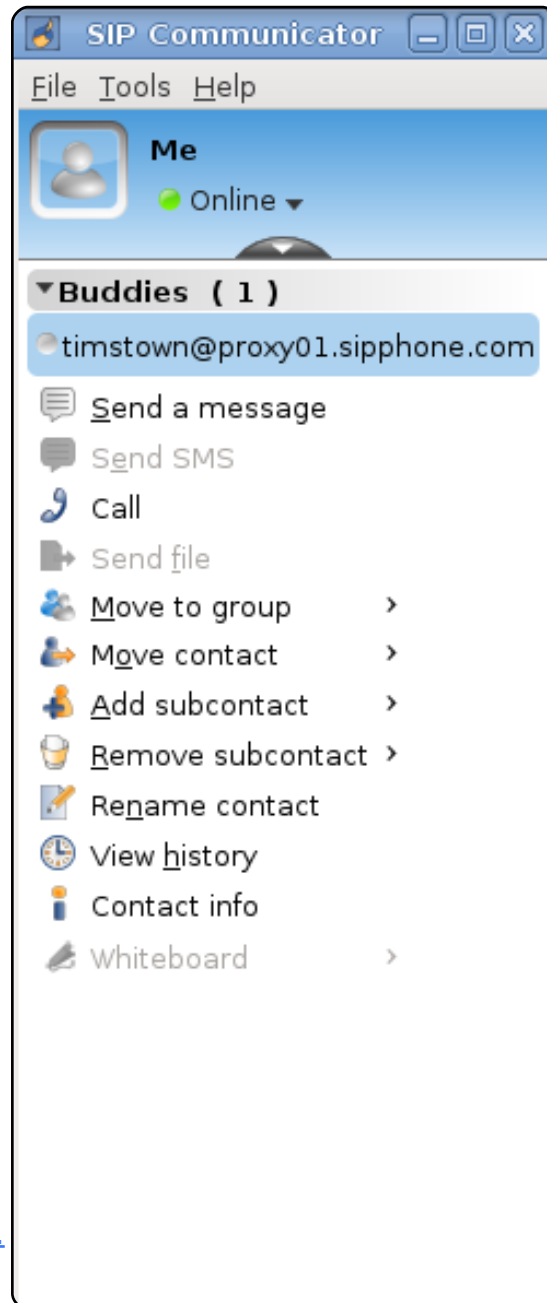 SIP Communicator
File Tools Help
Me
Online
Buddies ( 1 )
timstown@proxy01.sipphone.com
Send a message
Send SMS
Call
Send file
Move to group
Move contact
Add subcontact
Remove subcontact
Rename contact
View history
Contact info
Whiteboard